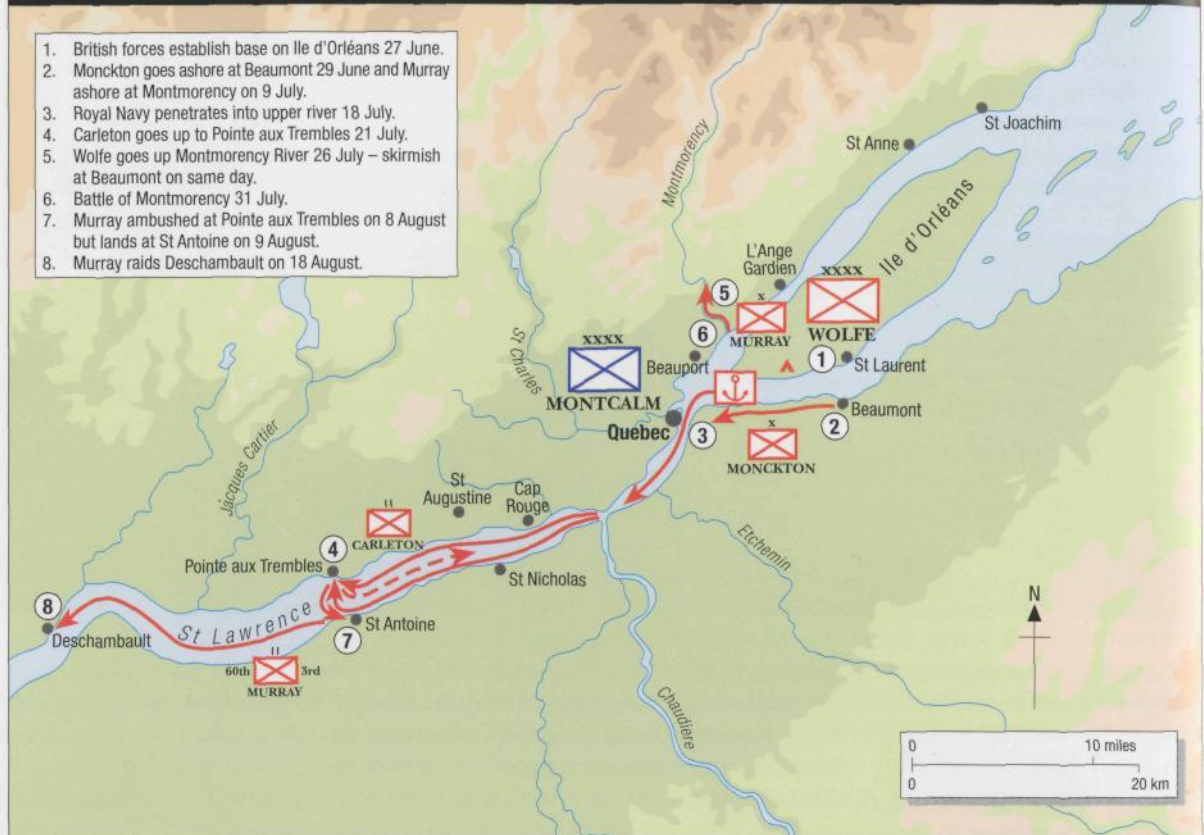 1. British forces establish base on Ile d'Orléans 27 June.
2. Monckton goes ashore at Beaumont 29 June and Murray
ashore at Montmorency on 9 July.
3. Royal Navy penetrates into upper river 18 July.
4. Carleton goes up to Pointe aux Trembles 21 July.
5. Wolfe goes up Montmorency River 26 July – skirmish
at Beaumont on same day.
6. Battle of Montmorency 31 July.
7. Murray ambushed at Pointe aux Trembles on 8 August
but lands at St Antoine on 9 August.
8. Murray raids Deschambault on 18 August.
St Joachim
St Anne
Montmorency
Ile d'Orléans
L'Ange
Gardien
XXXX
WOLFE
5
X
MURRAY
6
1
St Laurent
St Charles
XXXX
MONTCALM
Beauport
Beaumont
2
Quebec
3
X
MONCKTON
Jacques Cartier
St
Augustine
Cap
Rouge
II
CARLETON
Etchemin
4
Pointe aux Trembles
St Nicholas
8
Deschambault
St Lawrence
St Antoine
7
II
60th 3rd
MURRAY
Chaudiere
N
0 10 miles
0 20 km